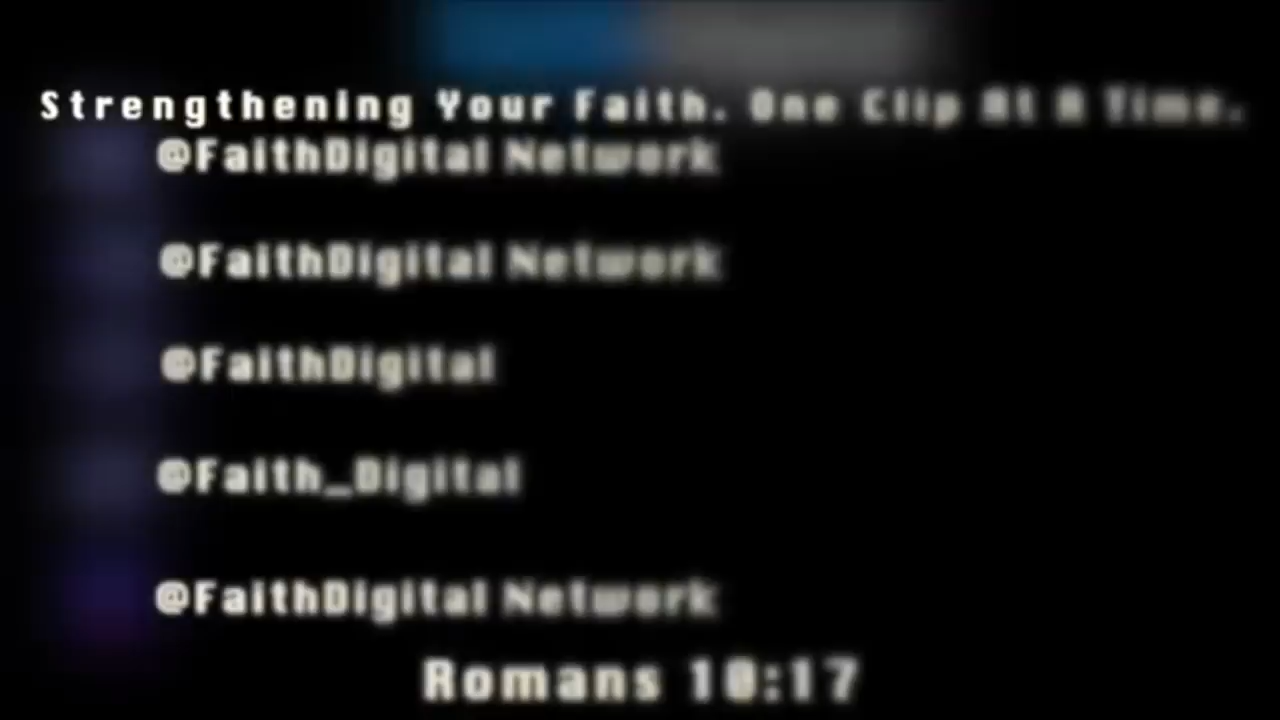 Strengthening Your Faith. One Clip At A Time.
@FaithDigital Network
@FaithDigital Network
@FaithDigital
@Faith_Digital
@FaithDigital Network
Romans 10:17